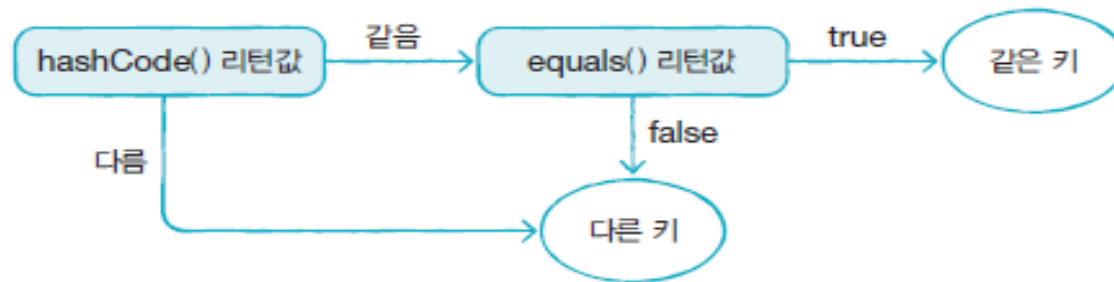 hashCode() 리턴값
같음
equals() 리턴값
true
같은 키
다름
false
다른 키